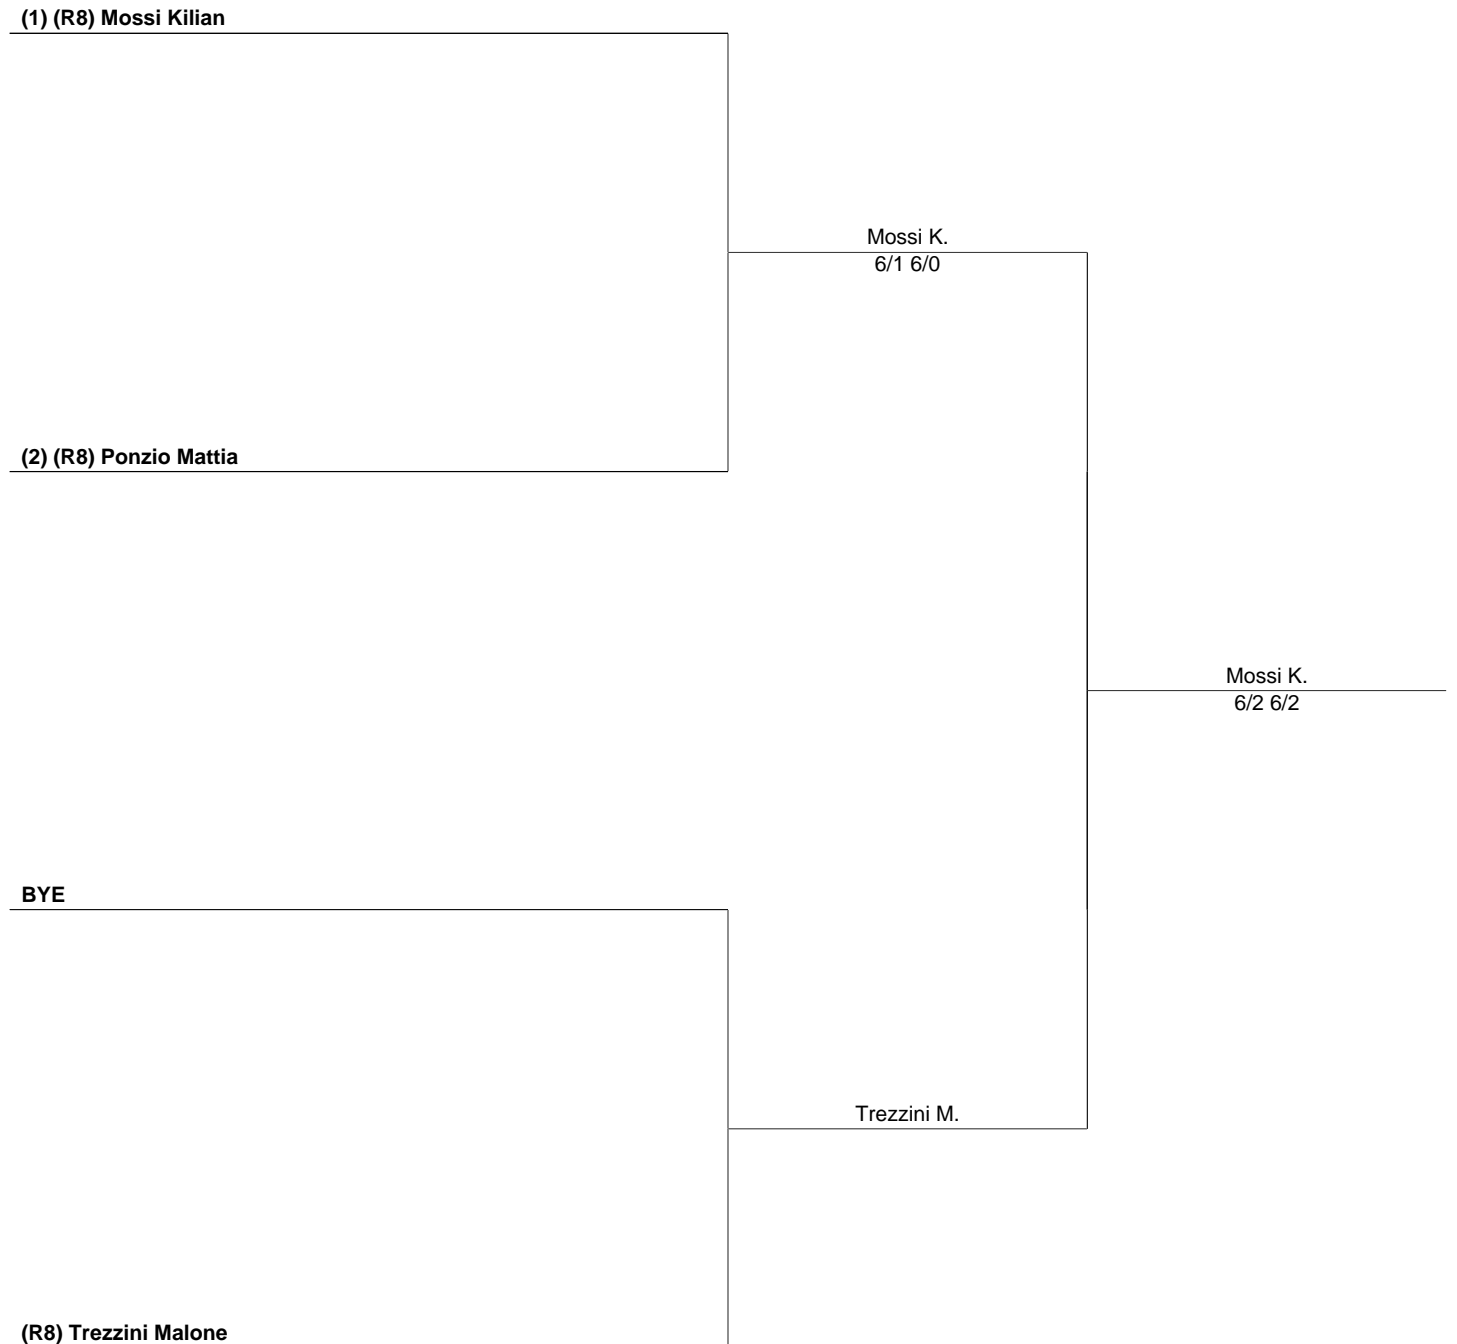 (1) (R8) Mossi Kilian
Mossi K.
6/1 6/0
(2) (R8) Ponzio Mattia
Mossi K.
6/2 6/2
BYE
Trezzini M.
(R8) Trezzini Malone